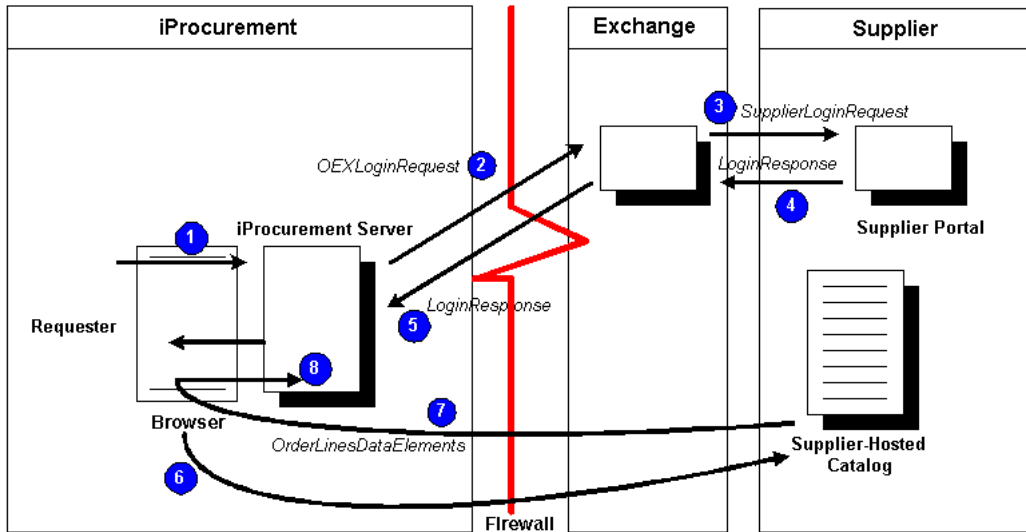 iProcurement
Exchange
Supplier
3
SupplierLoginRequest
OEXLoginRequest
2
LoginResponse
4
Supplier Portal
1
iProcurement Server
LoginResponse
5
Requester
8
7
Browser
OrderLinesDataElements
Supplier-Hosted
Catalog
6
FIrewall